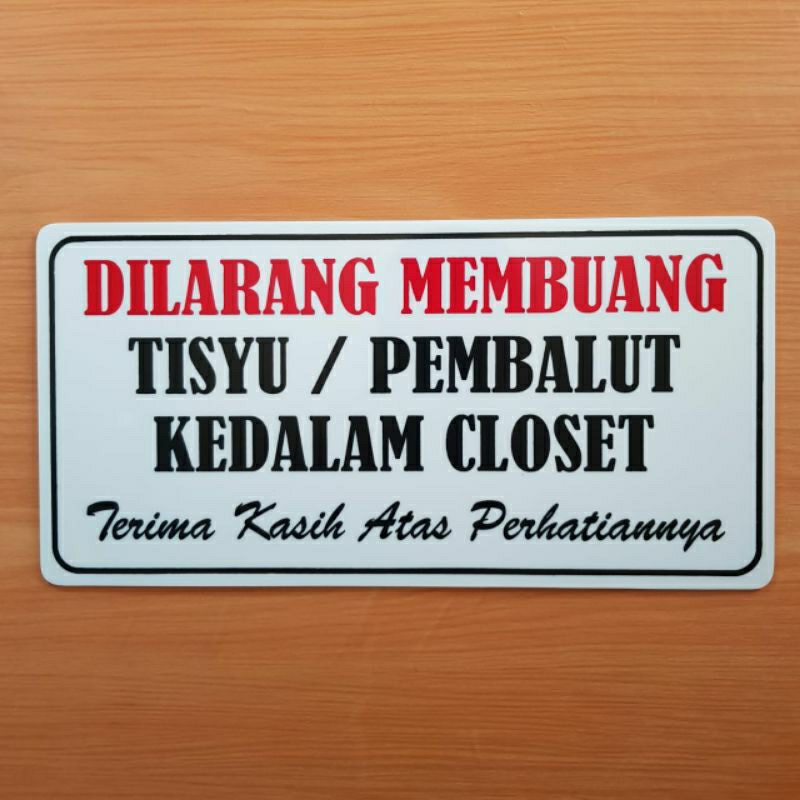 DILARANG MEMBUANG
TISYU / PEMBALUT
KEDALAM CLOSET
Terima Kasih Atas Perhatiannya